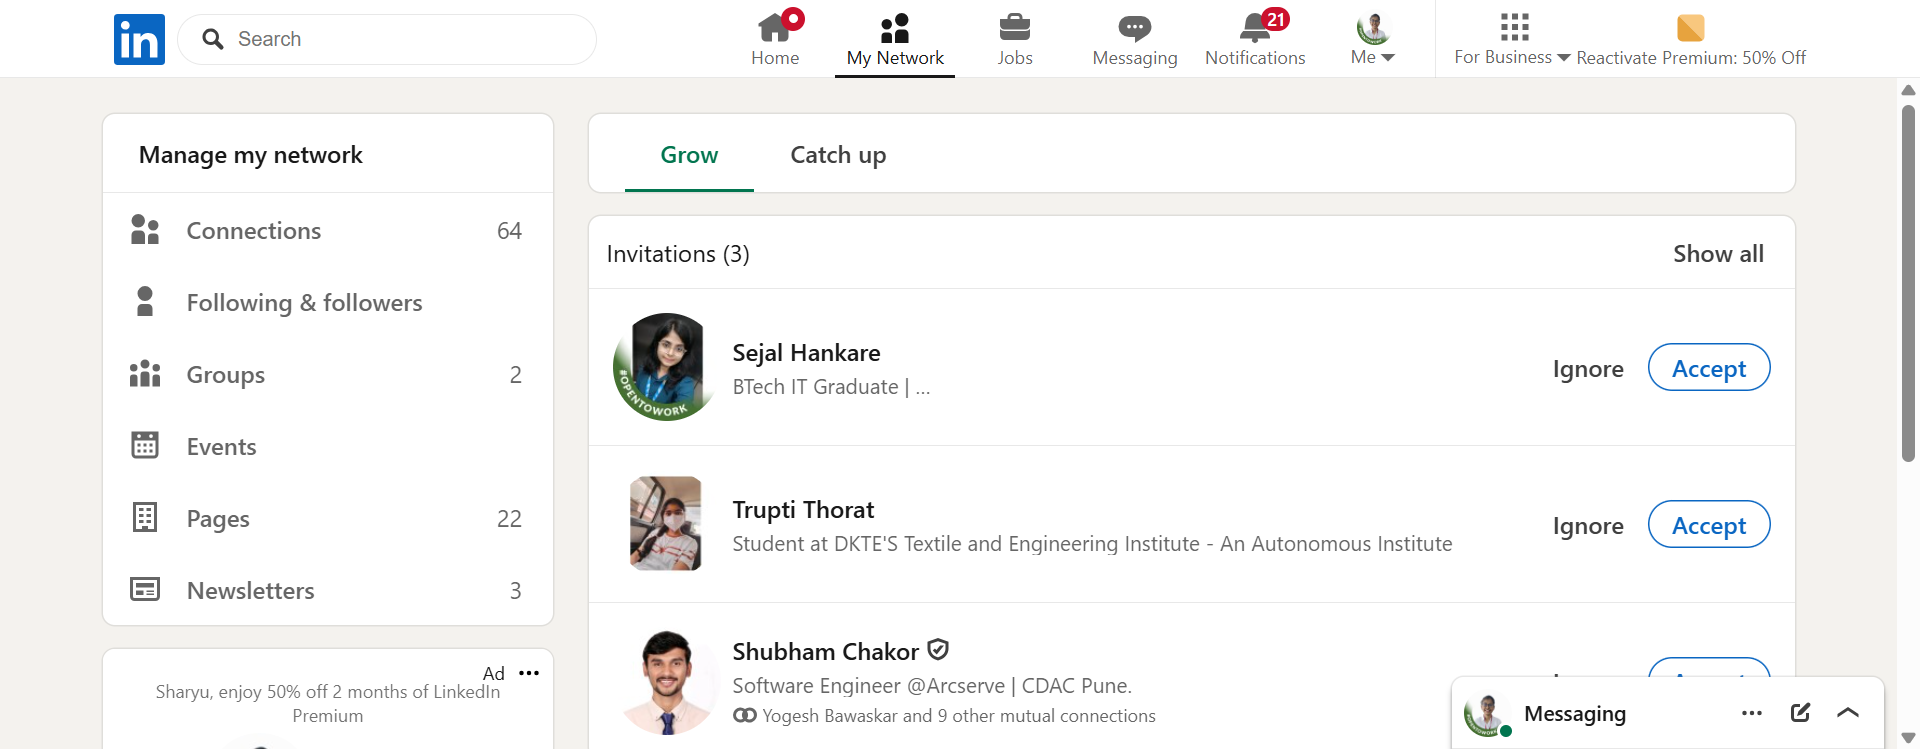 in
Search
Home
My Network
Jobs
Messaging
21
Notifications
Me
For Business
Reactivate Premium: 50% Off
Manage my network
Connections 64
Following & followers
Groups 2
Events
Pages 22
Newsletters 3
Ad
Sharyu, enjoy 50% off 2 months of LinkedIn
Premium
Grow
Catch up
Invitations (3)
Show all
#OPENTOWORK
Sejal Hankare
BTech IT Graduate | ...
Ignore
Accept
Trupti Thorat
Student at DKTE'S Textile and Engineering Institute - An Autonomous Institute
Ignore
Accept
Shubham Chakor
Software Engineer @Arcserve | CDAC Pune.
Yogesh Bawaskar and 9 other mutual connections
Messaging